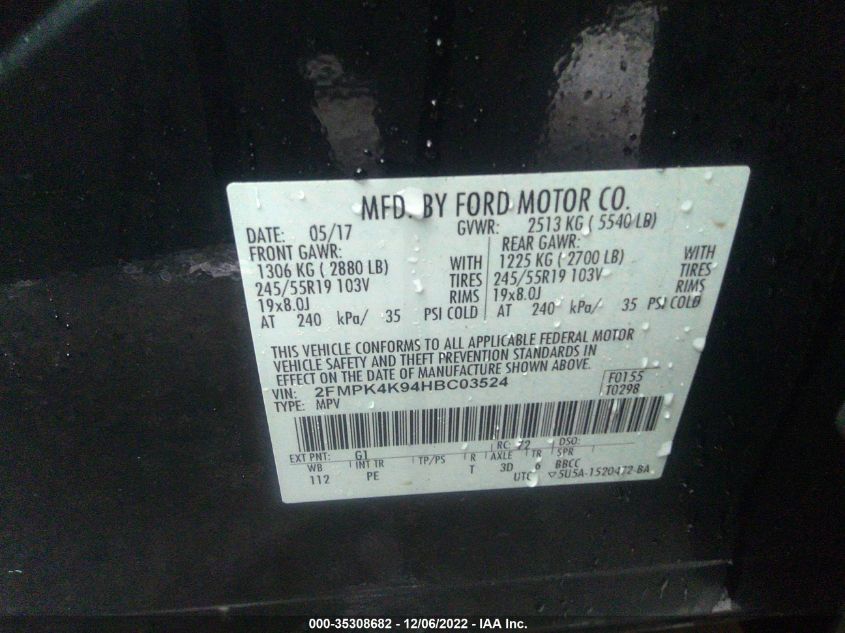 MFD. BY FORD MOTOR CO.
DATE: 05/17 GVWR: 2513 KG ( 5540 LB)
FRONT GAWR: REAR GAWR:
1306 KG ( 2880 LB) WITH 1225 KG ( 2700 LB) WITH
245/55R19 103V TIRES 245/55R19 103V TIRES
19x8.0J RIMS 19x8.0J RIMS
AT 240 kPa/ 35 PSI COLD AT 240 kPa/ 35 PSI COLD
THIS VEHICLE CONFORMS TO ALL APPLICABLE FEDERAL MOTOR
VEHICLE SAFETY AND THEFT PREVENTION STANDARDS IN
EFFECT ON THE DATE OF MANUFACTURE SHOWN ABOVE.
VIN: 2FMPK4K94HBC03524 F0155
TYPE: MPV T0298
EXT PNT: G1 RC: 72 DSO:
WB INT TR TP/PS R AXLE TR SPR
112 PE T 3D 6 BBCC
UTC ▽5U5A-1520472-BA
000-35308682 - 12/06/2022 - IAA Inc.